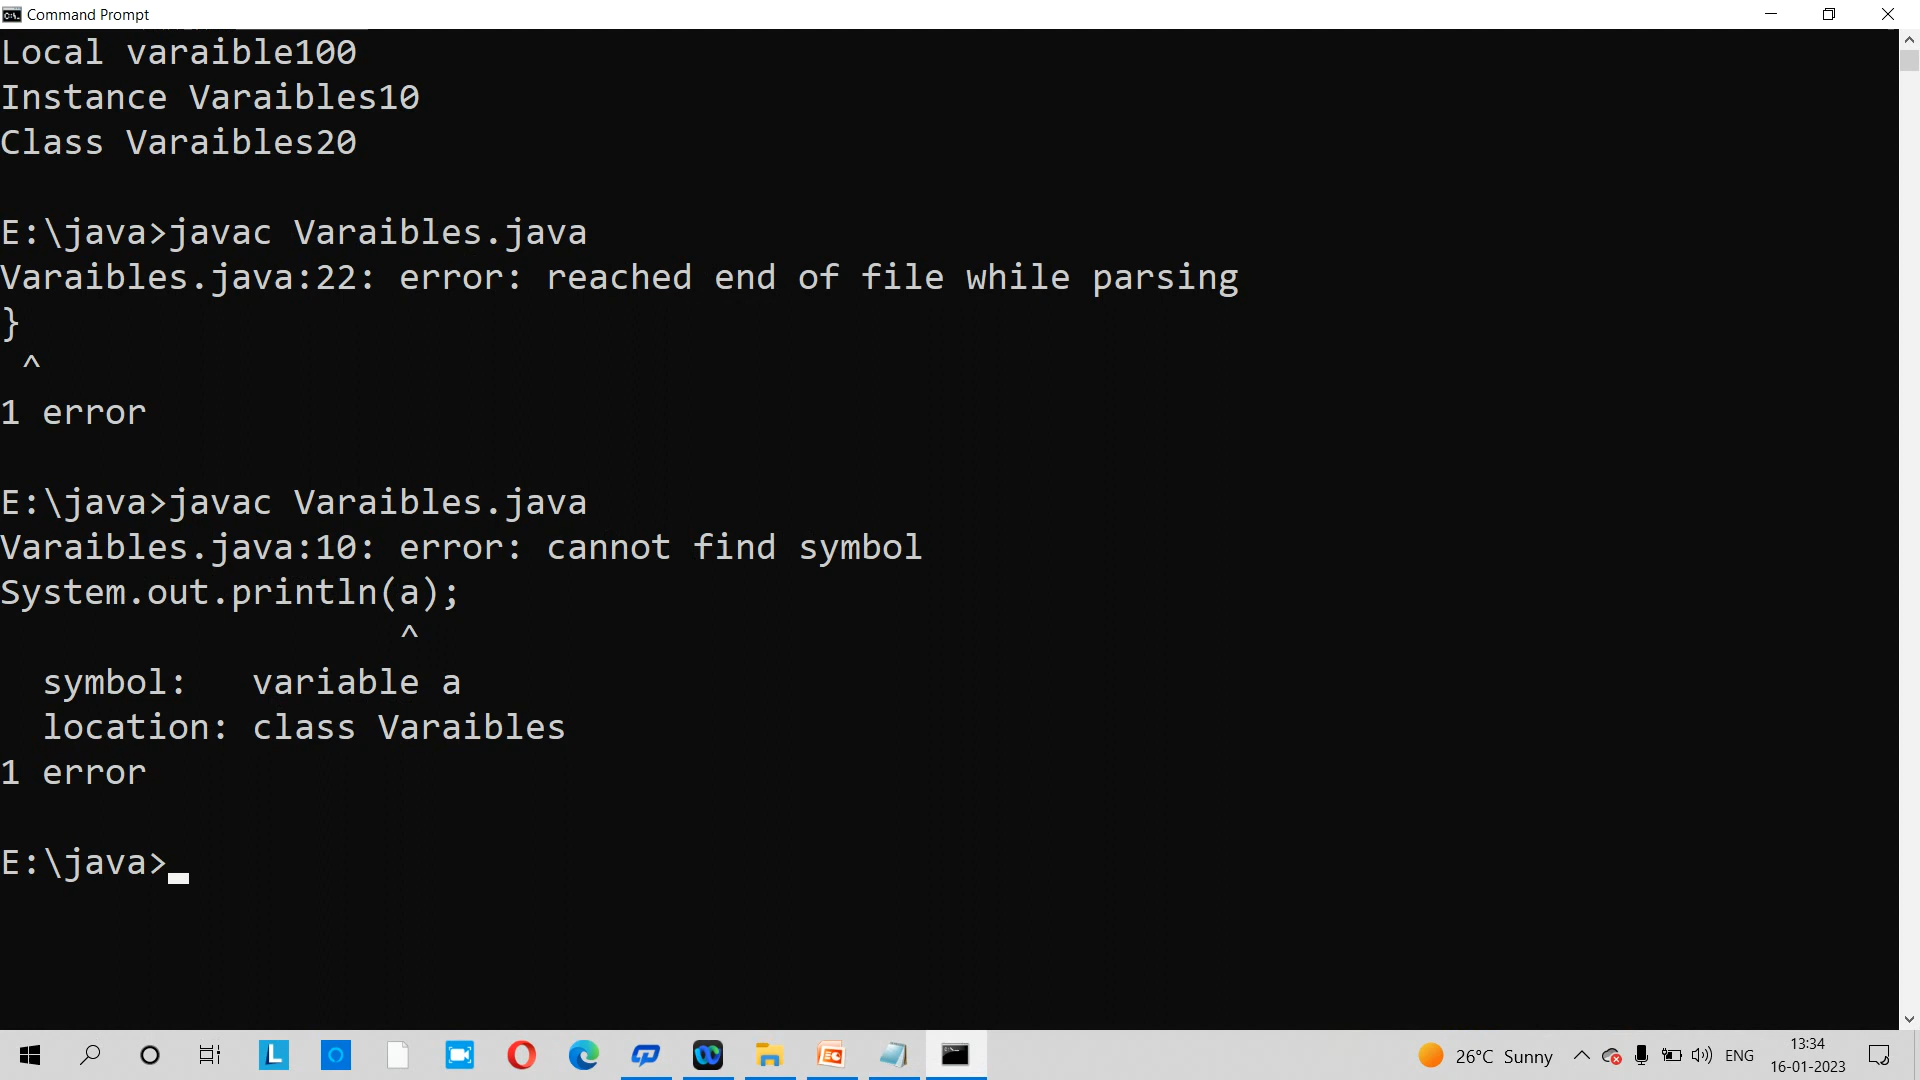 Command Prompt
Local varaible100
Instance Varaibles10
Class Varaibles20
E:\java>javac Varaibles.java
Varaibles.java:22: error: reached end of file while parsing
}
 ^
1 error
E:\java>javac Varaibles.java
Varaibles.java:10: error: cannot find symbol
System.out.println(a);
                   ^
  symbol:   variable a
  location: class Varaibles
1 error
E:\java>
26°C Sunny
ENG
13:34
16-01-2023